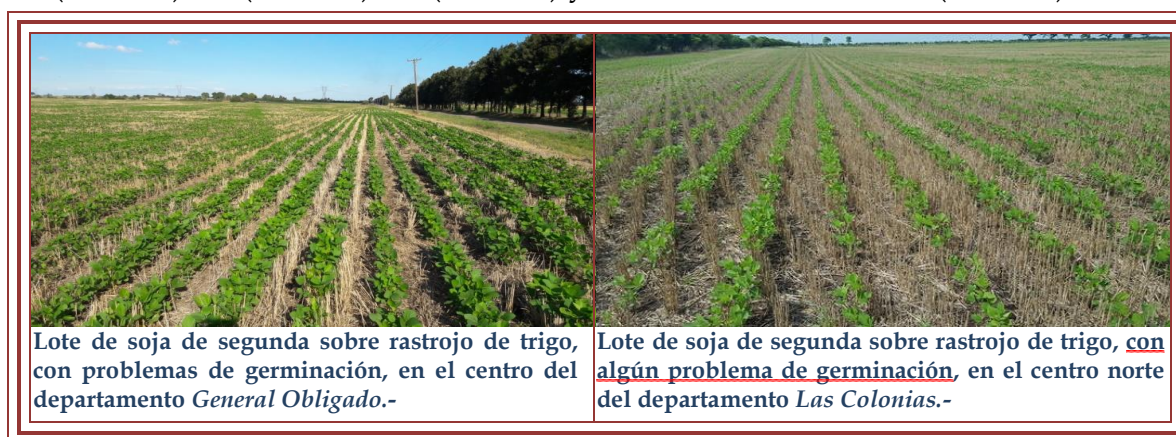 Lote de soja de segunda sobre rastrojo de trigo,
con problemas de germinación, en el centro del
departamento General Obligado.-
Lote de soja de segunda sobre rastrojo de trigo, con
algún problema de germinación, en el centro norte
del departamento Las Colonias.-